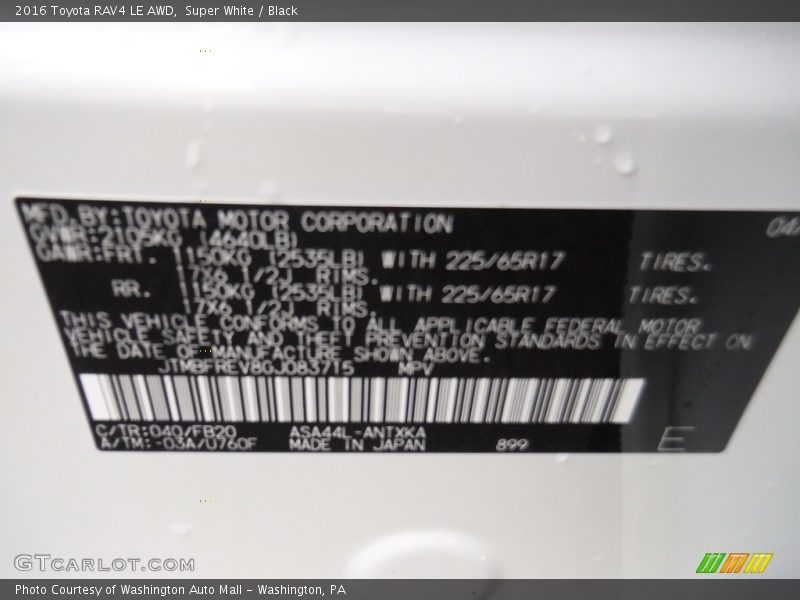 2016 Toyota RAV4 LE AWD,  Super White / Black
MFD.BY:TOYOTA MOTOR CORPORATION 04/
GVWR:2105KG (4640LB)
GAWR:FRT. 1150KG (2535LB) WITH 225/65R17 TIRES.
17X6 1/2J RIMS.
RR. 1150KG (2535LB) WITH 225/65R17 TIRES.
17X6 1/2J RIMS.
THIS VEHICLE CONFORMS TO ALL APPLICABLE FEDERAL MOTOR
VEHICLE SAFETY AND THEFT PREVENTION STANDARDS IN EFFECT ON
THE DATE OF MANUFACTURE SHOWN ABOVE.
JTMBFREV8GJ083715 MPV
C/TR:040/FB20 ASA44L-ANTXKA
A/TM:-03A/U760F MADE IN JAPAN 899 E
GTCARLOT.COM
Photo Courtesy of Washington Auto Mall - Washington, PA